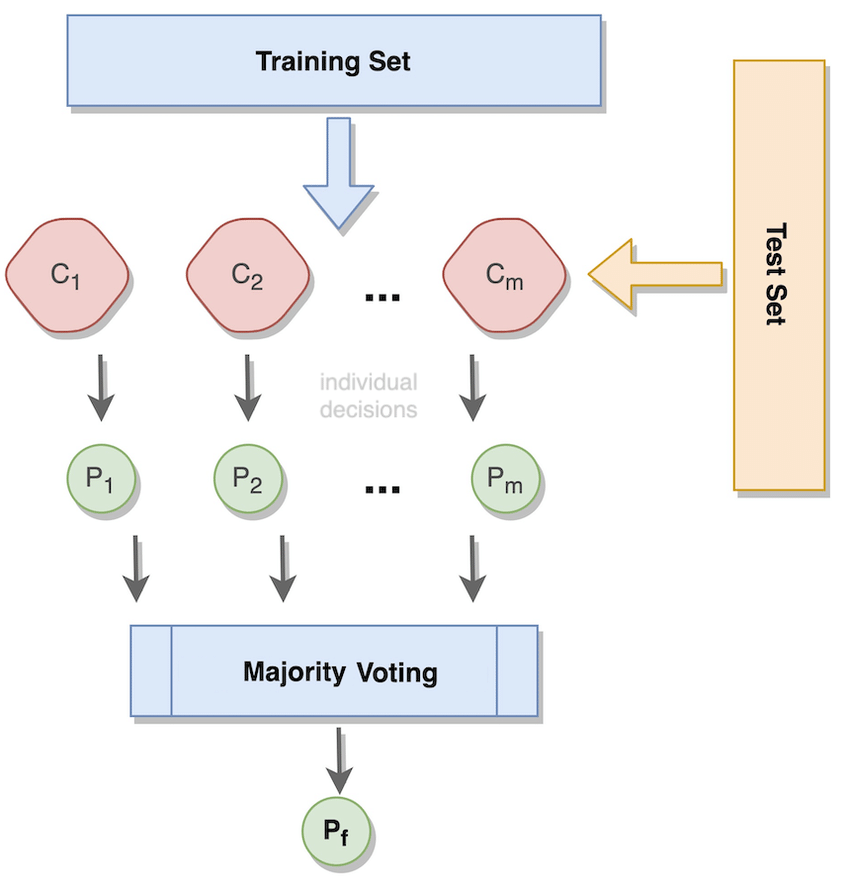 Training Set
Test Set
C1
C2
...
Cm
individual
decisions
P1
P2
...
Pm
Majority Voting
Pf